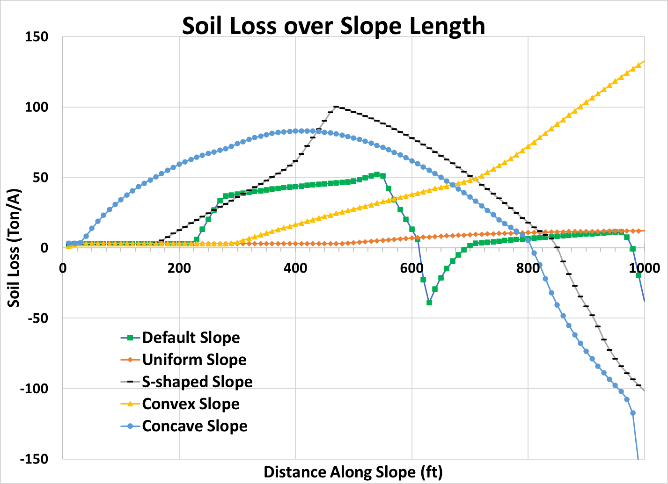 Soil Loss over Slope Length
150
100
50
0
-50
-100
-150
0
200
400
600
800
1000
Soil Loss (Ton/A)
Default Slope
Uniform Slope
S-shaped Slope
Convex Slope
Concave Slope
Distance Along Slope (ft)